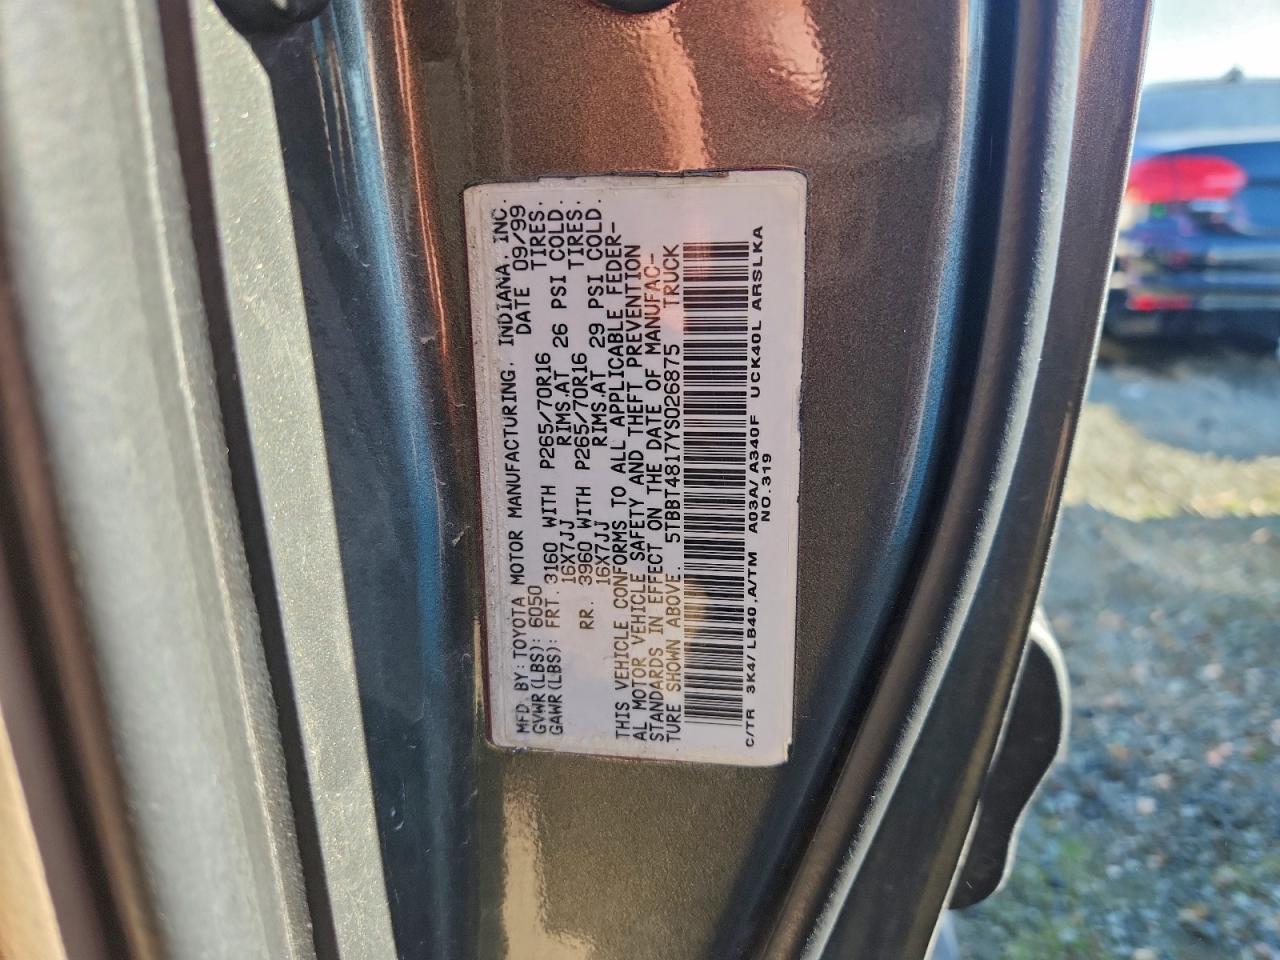 MFD. BY: TOYOTA MOTOR MANUFACTURING, INDIANA, INC.
GVWR(LBS): 6050 DATE 09/99
GAWR(LBS): FRT. 3160 WITH P265/70R16 TIRES.
16X7JJ RIMS.AT 26 PSI COLD.
RR. 3960 WITH P265/70R16 TIRES.
16X7JJ RIMS.AT 29 PSI COLD.
THIS VEHICLE CONFORMS TO ALL APPLICABLE FEDER-
AL MOTOR VEHICLE SAFETY AND THEFT PREVENTION
STANDARDS IN EFFECT ON THE DATE OF MANUFAC-
TURE SHOWN ABOVE. 5TBBT4817YS026875 TRUCK
C/TR 3K4/LB40.A/TM A03A/A340F UCK40L ARSLKA
NO.319